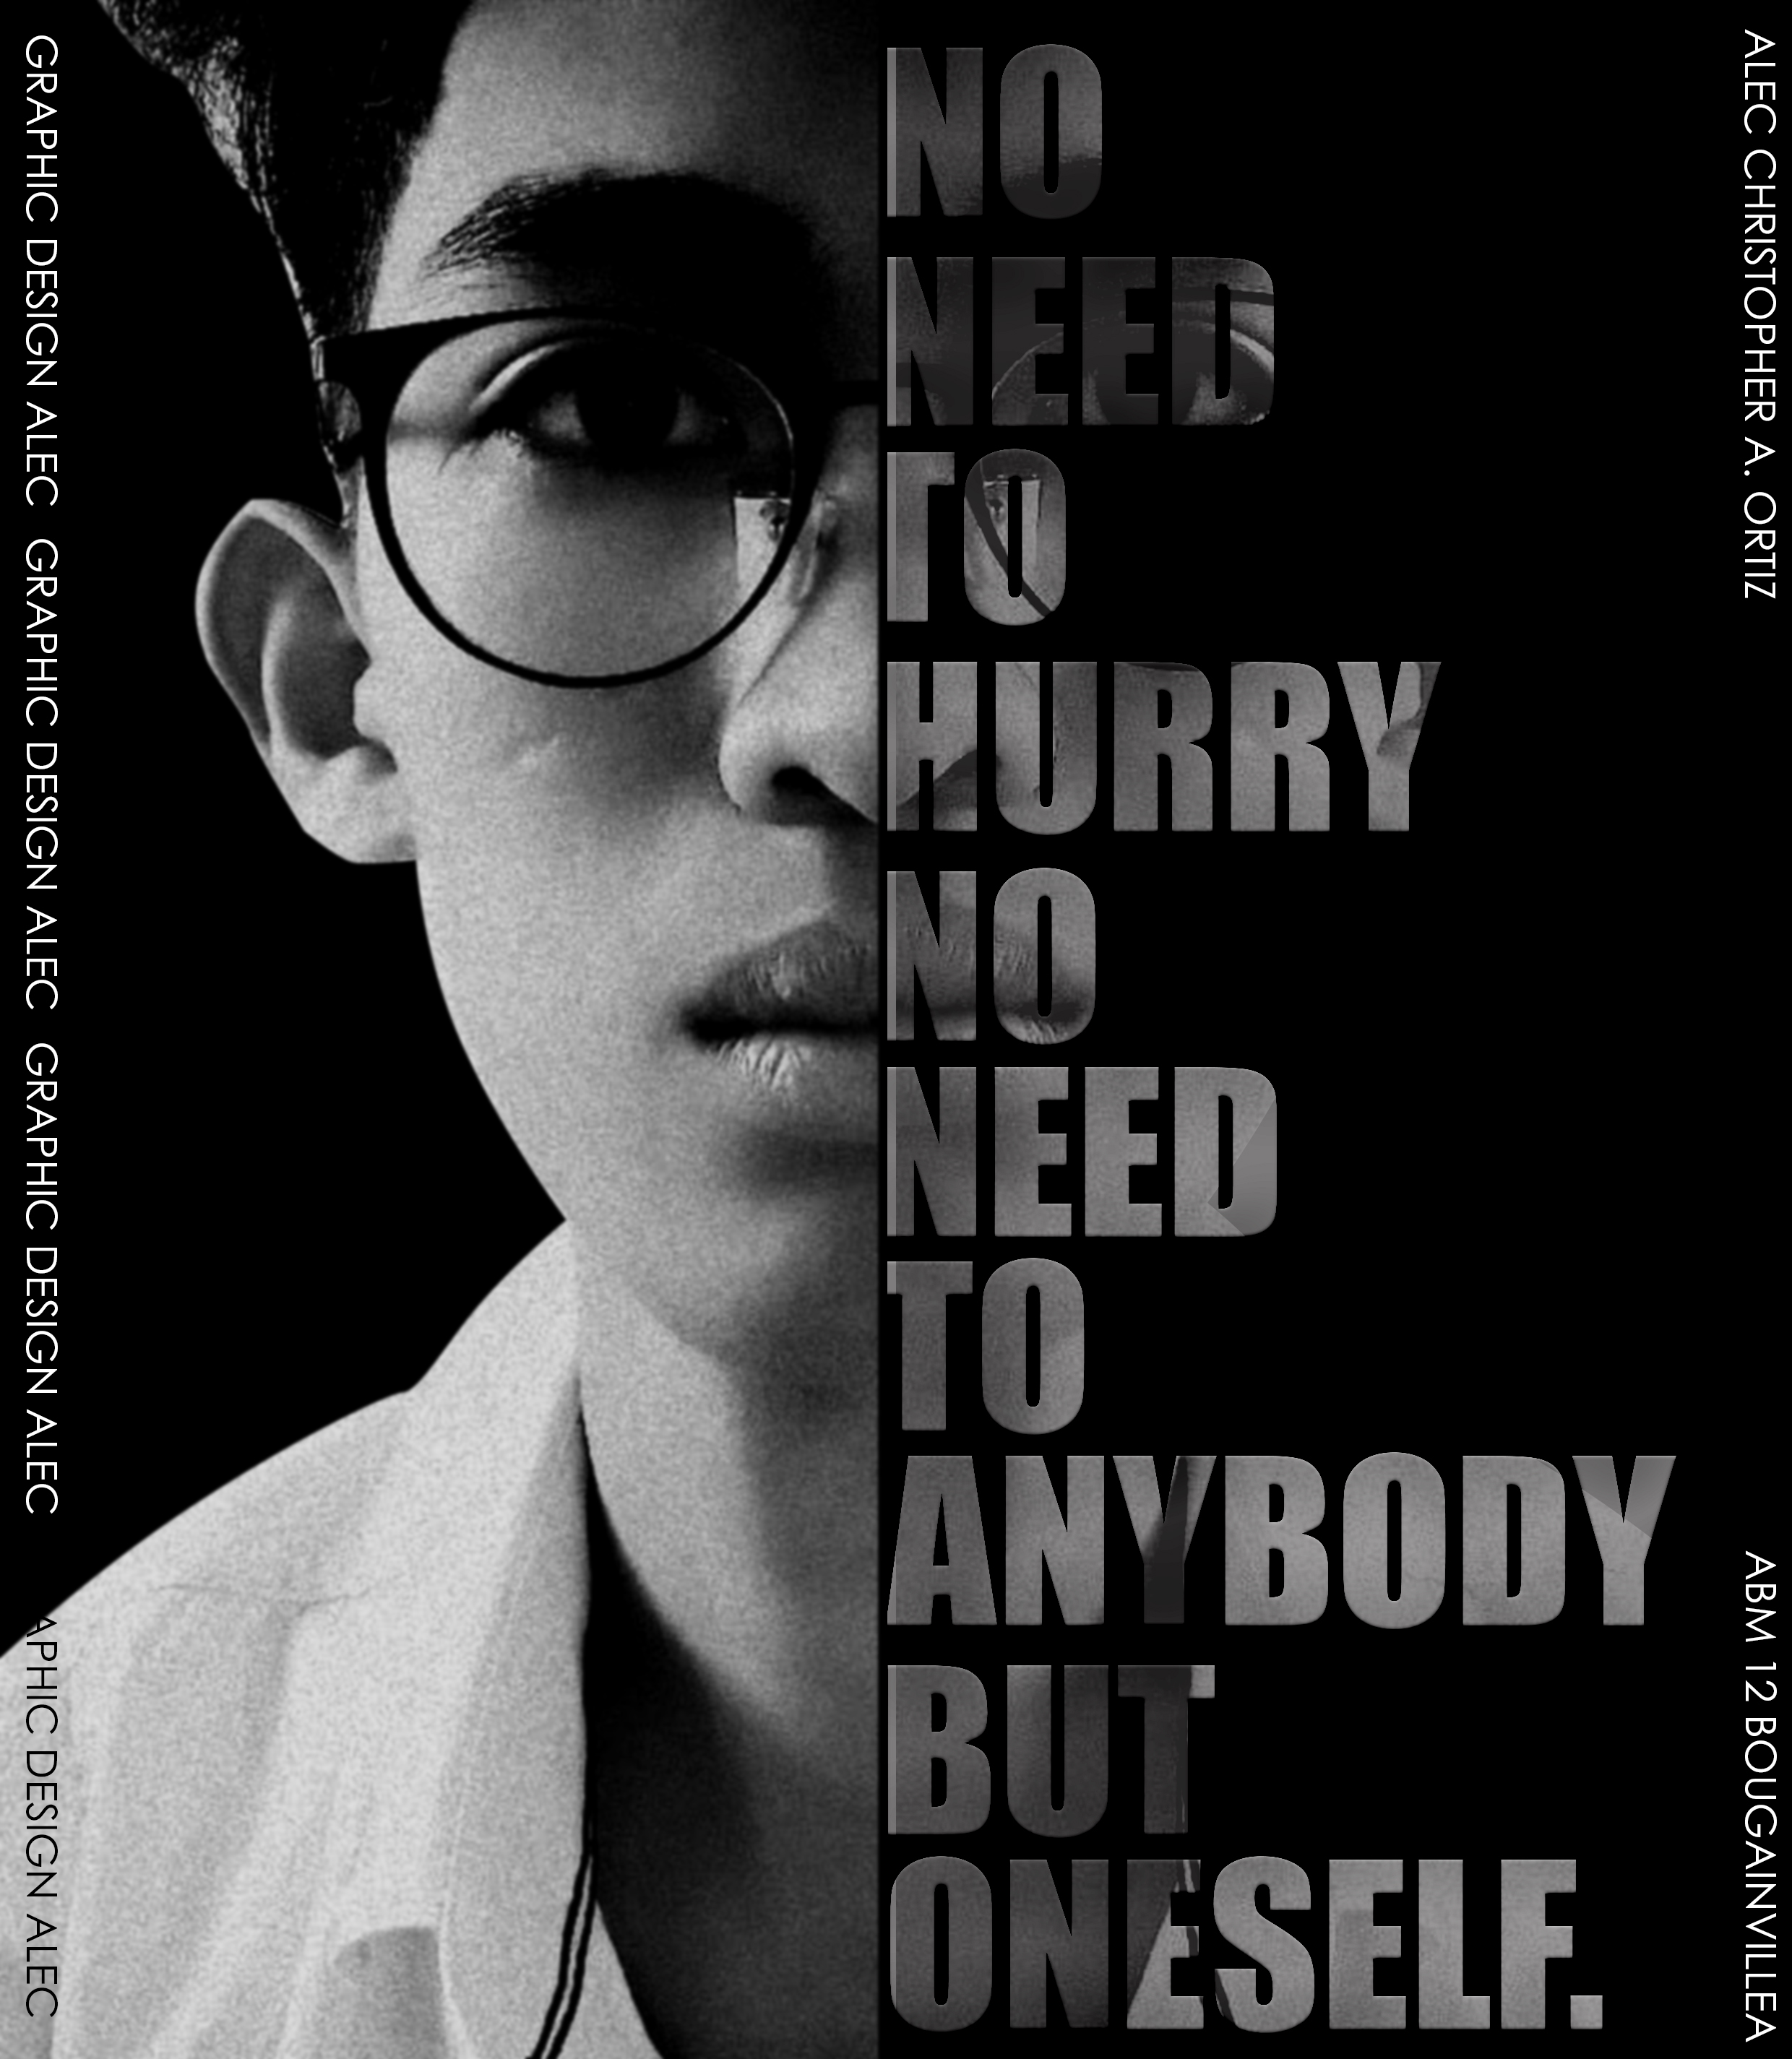 GRAPHIC DESIGN ALEC GRAPHIC DESIGN ALEC GRAPHIC DESIGN ALEC APHIC DESIGN ALEC
NO
NEED
TO
HURRY
NO
NEED
TO
ANYBODY
BUT
ONESELF.
ALEC CHRISTOPHER A. ORTIZ
ABM 12 BOUGAINVILLEA